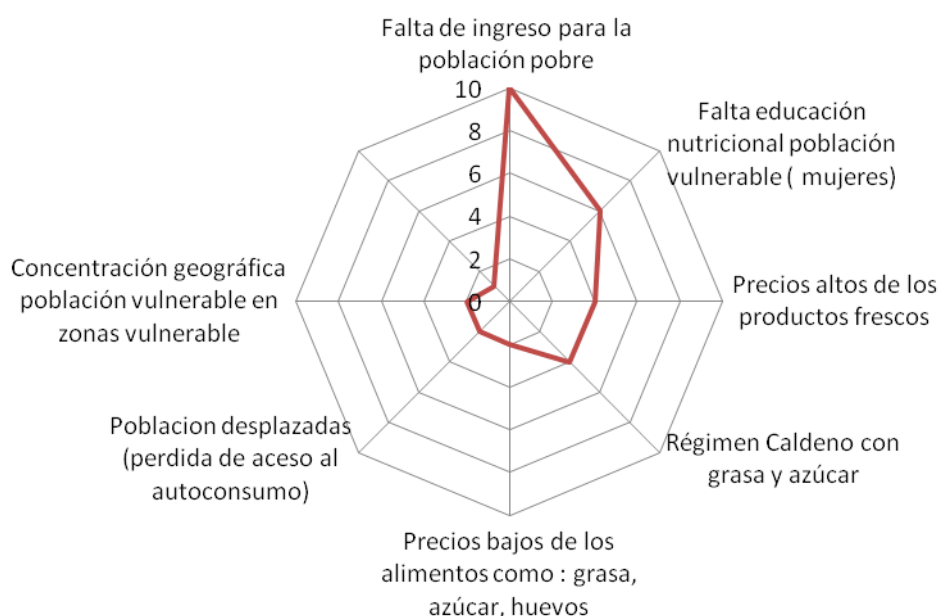 Falta de ingreso para la
población pobre
10
8
6
4
2
0
Falta educación
nutricional población
vulnerable ( mujeres)
Precios altos de los
productos frescos
Régimen Caldeno con
grasa y azúcar
Precios bajos de los
alimentos como : grasa,
azúcar, huevos
Poblacion desplazadas
(perdida de aceso al
autoconsumo)
Concentración geográfica
población vulnerable en
zonas vulnerable